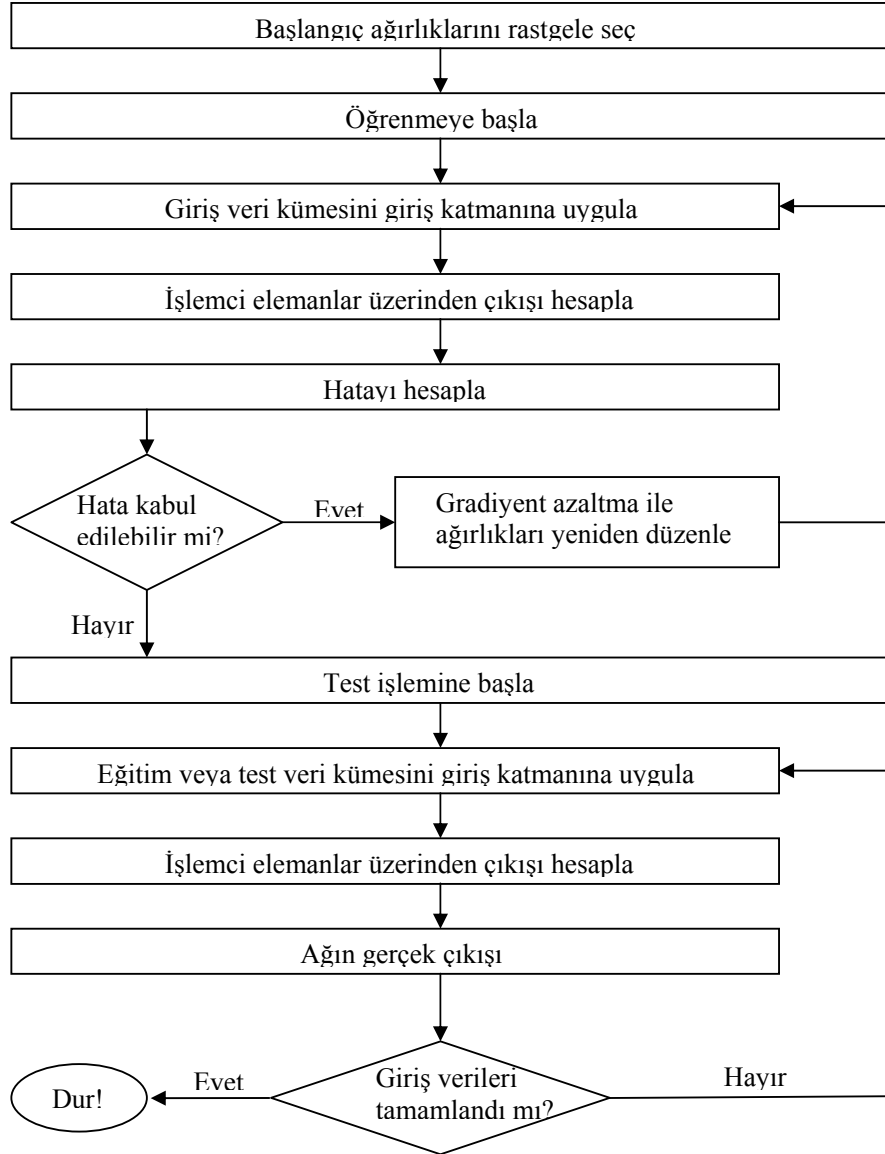 Başlangıç ağırlıklarını rastgele seç
Öğrenmeye başla
Giriş veri kümesini giriş katmanına uygula
İşlemci elemanlar üzerinden çıkışı hesapla
Hatayı hesapla
Hata kabul
edilebilir mi?
Evet
Gradiyent azaltma ile
ağırlıkları yeniden düzenle
Hayır
Test işlemine başla
Eğitim veya test veri kümesini giriş katmanına uygula
İşlemci elemanlar üzerinden çıkışı hesapla
Ağın gerçek çıkışı
Dur!
Evet
Giriş verileri
tamamlandı mı?
Hayır